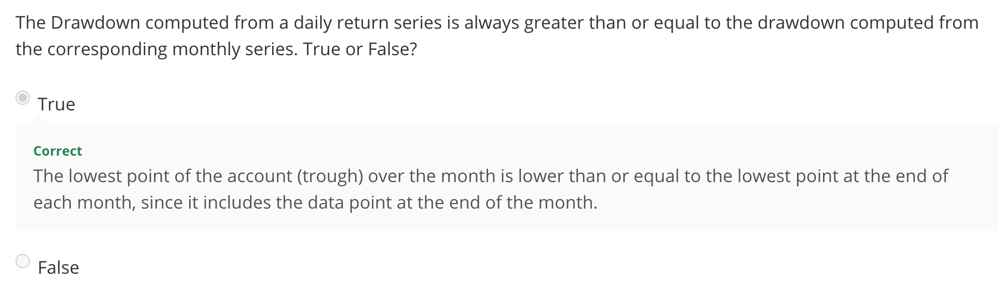 The Drawdown computed from a daily return series is always greater than or equal to the drawdown computed from
the corresponding monthly series. True or False?
True
Correct
The lowest point of the account (trough) over the month is lower than or equal to the lowest point at the end of
each month, since it includes the data point at the end of the month.
False